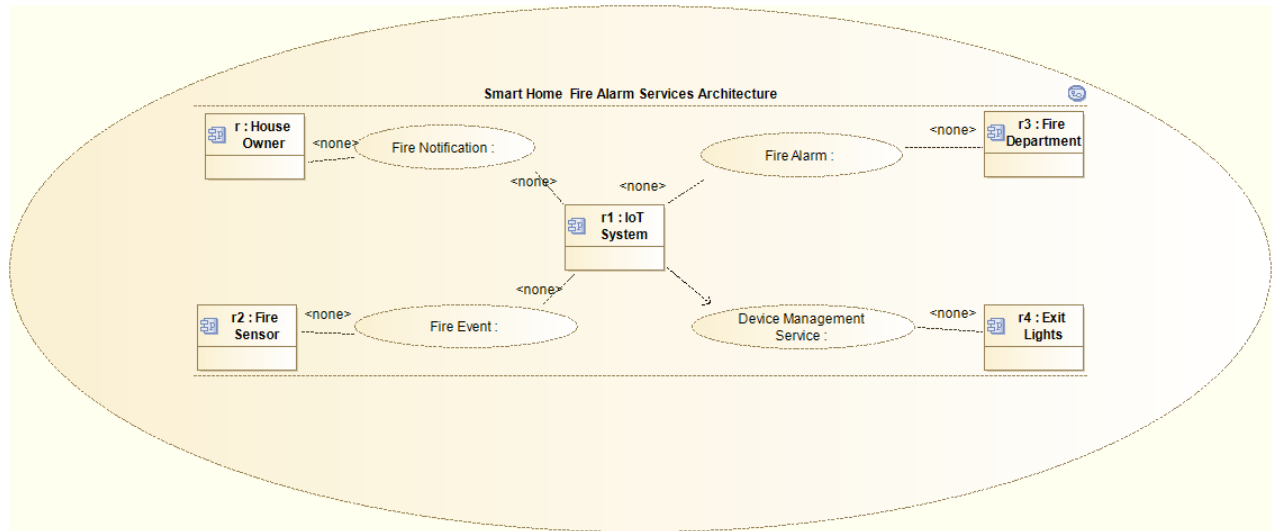 Smart Home Fire Alarm Services Architecture
r : House
Owner
<none>
Fire Notification :
<none>
<none>
Fire Alarm :
<none>
r3 : Fire
Department
r1 : IoT
System
r2 : Fire
Sensor
<none>
Fire Event :
<none>
Device Management
Service :
<none>
r4 : Exit
Lights